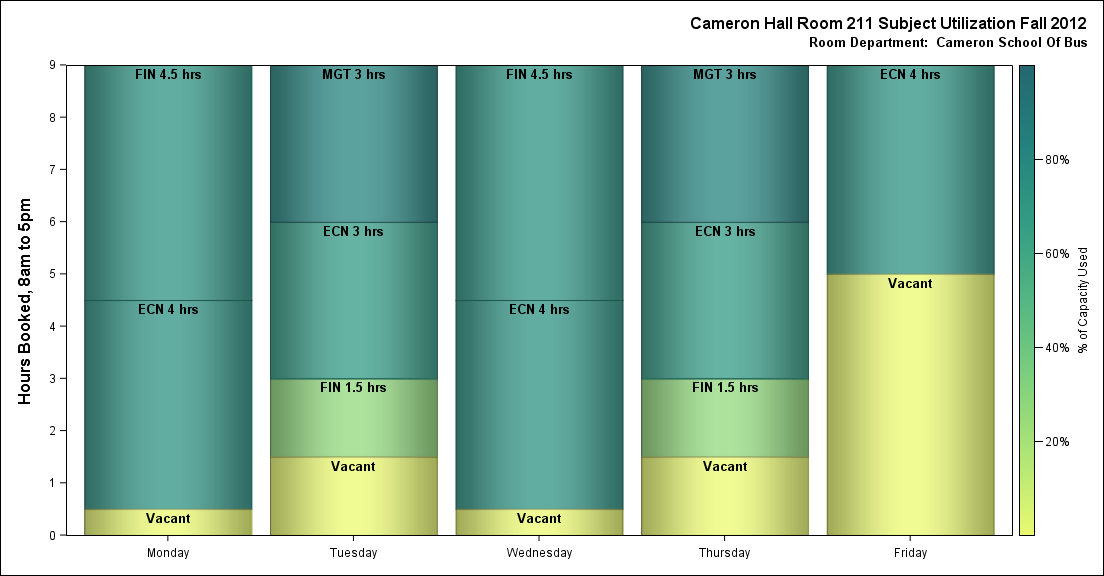 Cameron Hall Room 211 Subject Utilization Fall 2012
Room Department:  Cameron School Of Bus
Hours Booked, 8am to 5pm
9
8
7
6
5
4
3
2
1
0
FIN 4.5 hrs
ECN 4 hrs
Vacant
MGT 3 hrs
ECN 3 hrs
FIN 1.5 hrs
Vacant
FIN 4.5 hrs
ECN 4 hrs
Vacant
MGT 3 hrs
ECN 3 hrs
FIN 1.5 hrs
Vacant
ECN 4 hrs
Vacant
Monday
Tuesday
Wednesday
Thursday
Friday
80%
60%
40%
20%
% of Capacity Used